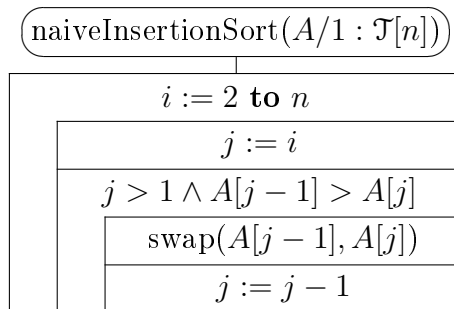 naiveInsertionSort(A/1 : 𝒯[n])
i := 2 to n
j := i
j > 1 ∧ A[j − 1] > A[j]
swap(A[j − 1], A[j])
j := j − 1